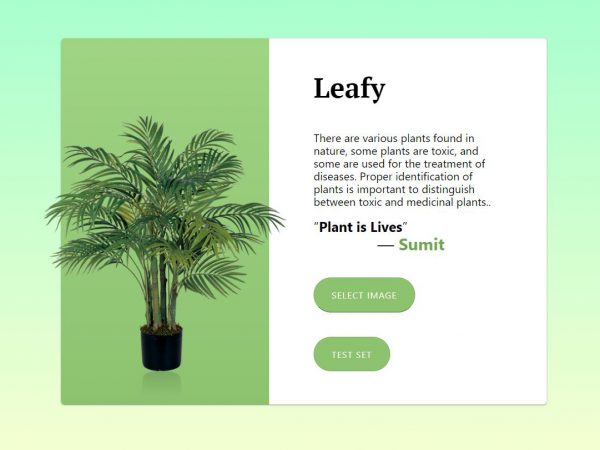 Leafy
There are various plants found in
nature, some plants are toxic, and
some are used for the treatment of
diseases. Proper identification of
plants is important to distinguish
between toxic and medicinal plants..
“Plant is Lives”
— Sumit
SELECT IMAGE
TEST SET